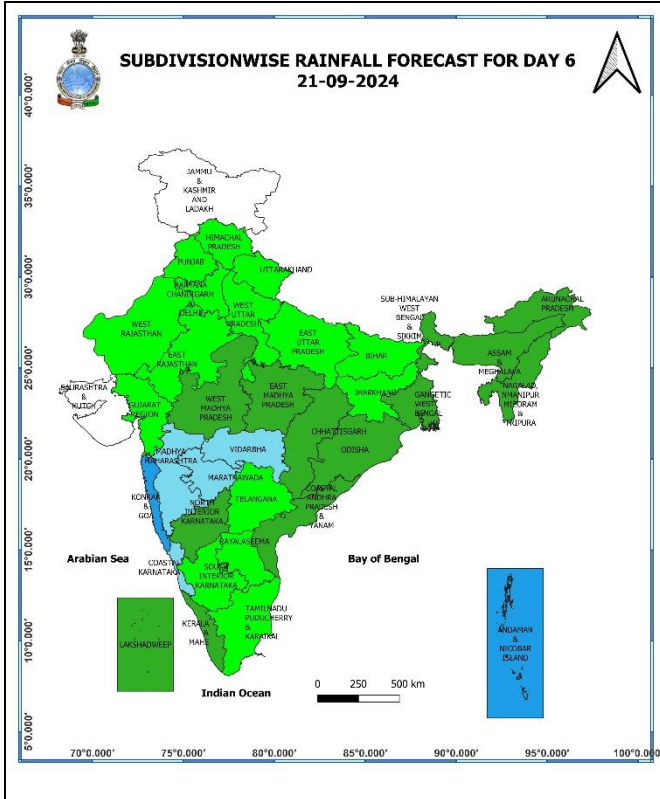 SUBDIVISIONWISE RAINFALL FORECAST FOR DAY 6
21-09-2024
40°0.000'
35°0.000'
30°0.000'
25°0.000'
20°0.000'
15°0.000'
10°0.000'
5°0.000'
JAMMU
&
KASHMIR
AND
LADAKH
HIMACHAL
PRADESH
PUNJAB
UTTARAKHAND
CHANDIGARH
DELHI
WEST
UTTAR
PRADESH
WEST
RAJASTHAN
EAST
RAJASTHAN
EAST
UTTAR
PRADESH
BIHAR
SUB-HIMALAYAN
WEST
BENGAL
&
SIKKIM
ARUNACHAL
PRADESH
ASSAM
&
MEGHALAYA
MIZORAM
&
TRIPURA
SAURASHTRA
&
KUTCH
GUJARAT
REGION
WEST
MADHYA
PRADESH
EAST
MADHYA
PRADESH
JHARKHAND
GANGETIC
WEST
BENGAL
CHHATTISGARH
ODISHA
MADHYA
MAHARASHTRA
VIDARBHA
MARATHAWADA
KONKAN
&
GOA
NORTH
INTERIOR
KARNATAKA
TELANGANA
COASTAL
ANDHRA
PRADESH
&
YANAM
RAYALASEEMA
COASTAL
KARNATAKA
SOUTH
INTERIOR
KARNATAKA
TAMILNADU
PUDUCHERRY
&
KARAIKAL
KERALA
&
MAHE
LAKSHADWEEP
ANDAMAN
&
NICOBAR
ISLAND
Arabian Sea
Bay of Bengal
Indian Ocean
0 250 500 km
70°0.000' 75°0.000' 80°0.000' 85°0.000' 90°0.000' 95°0.000' 100°0.000'